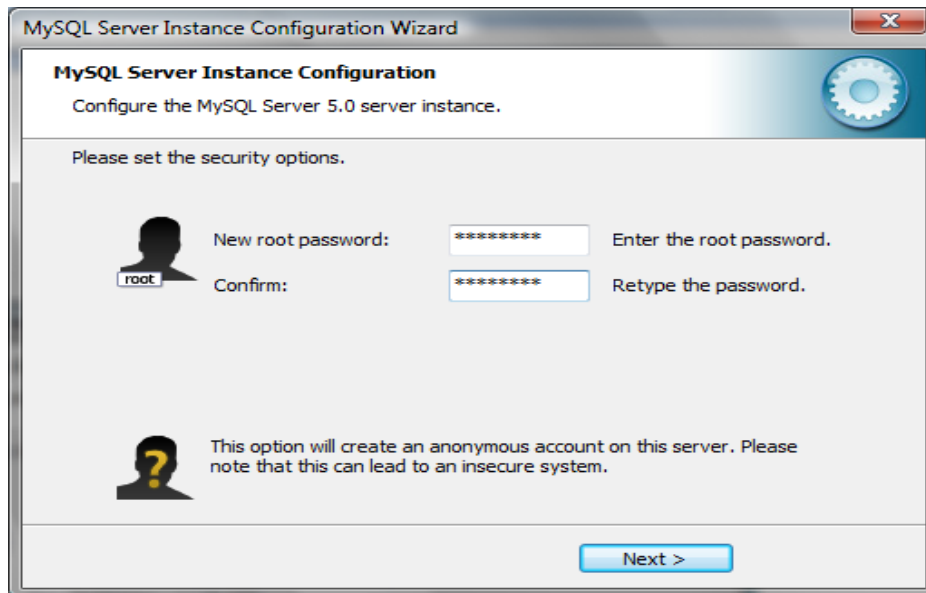 MySQL Server Instance Configuration Wizard
MySQL Server Instance Configuration
Configure the MySQL Server 5.0 server instance.
Please set the security options.
root
New root password: ******** Enter the root password.
Confirm: ******** Retype the password.
?
This option will create an anonymous account on this server. Please
note that this can lead to an insecure system.
Next >